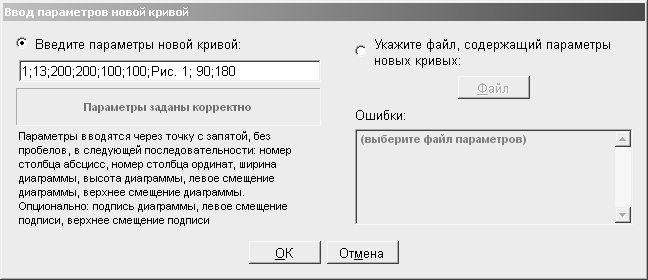 Ввод параметров новой кривой
Введите параметры новой кривой:
1;13;200;200;100;100;Рис. 1; 90;180
Параметры заданы корректно
Параметры вводятся через точку с запятой, без
пробелов, в следующей последовательности: номер
столбца абсцисс, номер столбца ординат, ширина
диаграммы, высота диаграммы, левое смещение
диаграммы, верхнее смещение диаграммы.
Опционально: подпись диаграммы, левое смещение
подписи, верхнее смещение подписи
Укажите файл, содержащий параметры
новых кривых:
Файл
Ошибки:
(выберите файл параметров)
ОК
Отмена